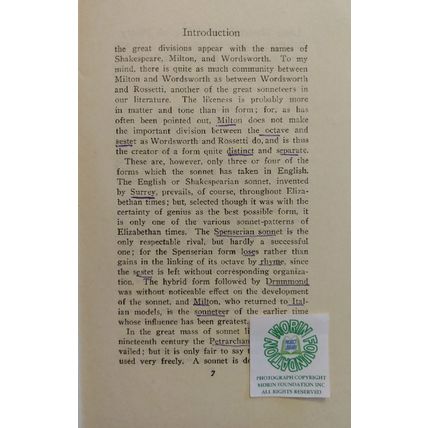 Introduction
the great divisions appear with the names of
Shakespeare, Milton, and Wordsworth. To my
mind, there is quite as much community between
Milton and Wordsworth as between Wordsworth
and Rossetti, another of the great sonneteers in
our literature. The likeness is probably more
in matter and tone than in form; for, as has
often been pointed out, Milton does not make
the important division between the octave and
sestet as Wordsworth and Rossetti do, and is thus
the creator of a form quite distinct and separate.
These are, however, only three or four of the
forms which the sonnet has taken in English.
The English or Shakespearian sonnet, invented
by Surrey, prevails, of course, throughout Eliza-
bethan times; but, selected though it was with the
certainty of genius as the best possible form, it
is only one of the various sonnet-patterns of
Elizabethan times. The Spenserian sonnet is the
only respectable rival, but hardly a successful
one; for the Spenserian form loses rather than
gains in the linking of its octave by rhyme, since
the sestet is left without corresponding organiza-
tion. The hybrid form followed by Drummond
was without noticeable effect on the development
of the sonnet, and Milton, who returned to Ital-
ian models, is the sonneteer of the earlier time
whose influence has been greatest.
In the great mass of sonnet li
nineteenth century the Petrarchan
vailed; but it is only fair to say t
used very freely. A sonnet is de
7
MORIN FOUNDATION
PHOTOGRAPH COPYRIGHT
MORIN FOUNDATION INC
ALL RIGHTS RESERVED